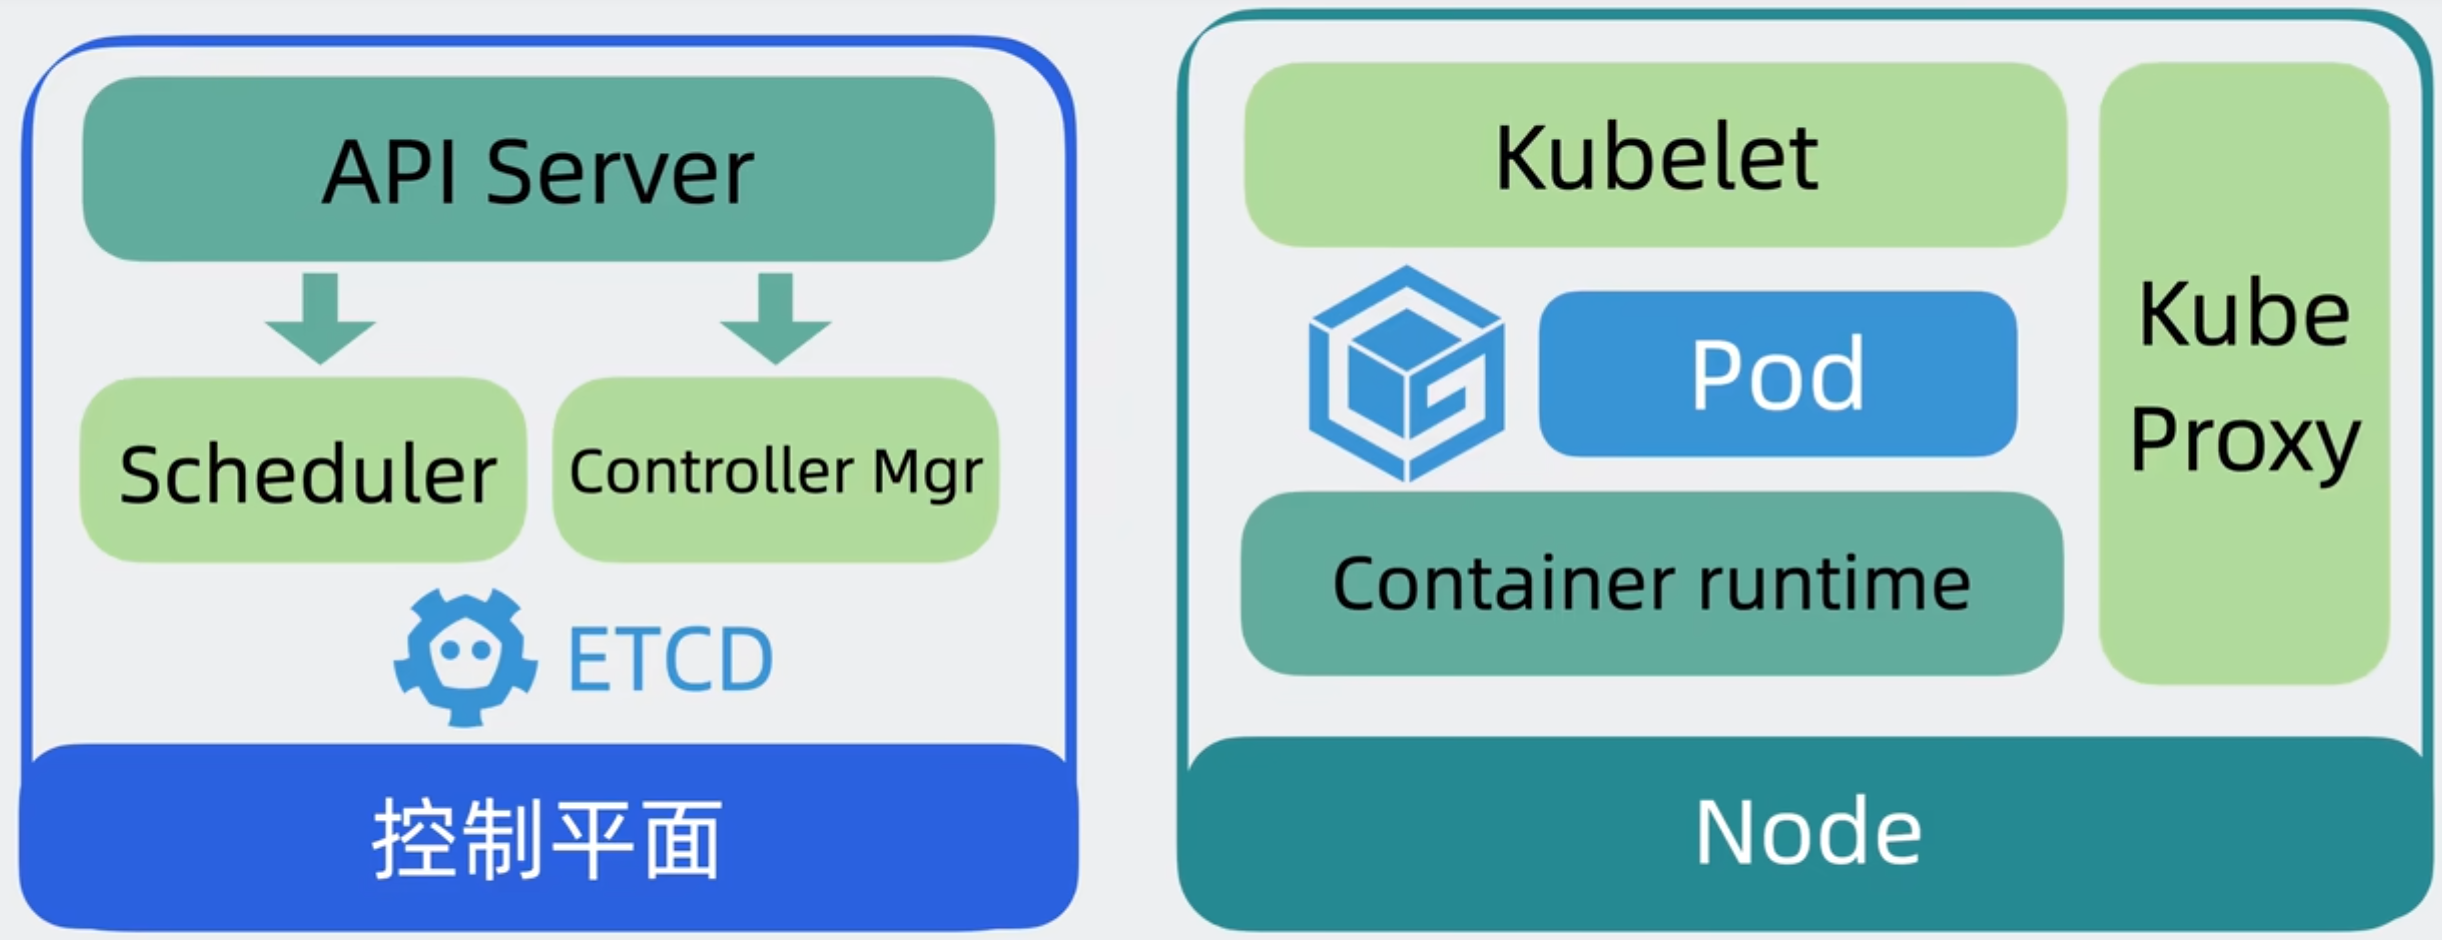 API Server
Scheduler
Controller Mgr
ETCD
控制平面
Kubelet
Pod
Container runtime
Kube
Proxy
Node